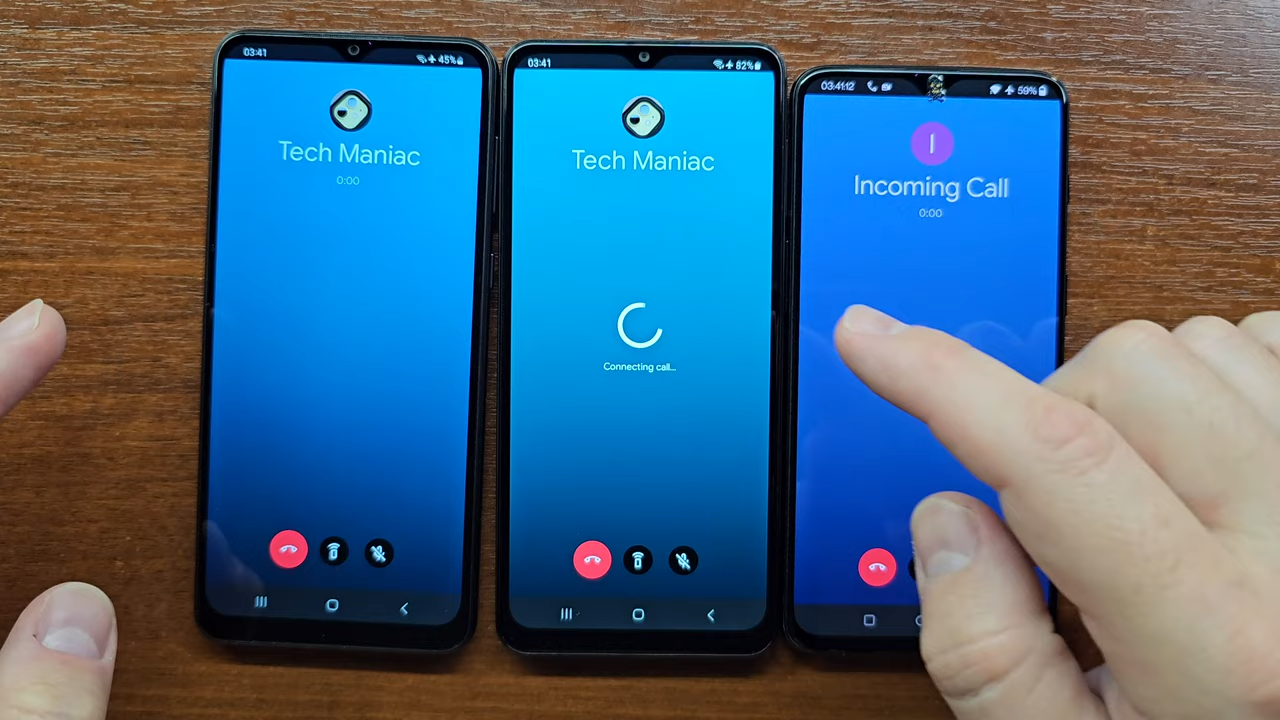 03:41
45%
Tech Maniac
0:00
03:41
82%
Tech Maniac
Connecting call...
03:41:12
59%
I
Incoming Call
0:00